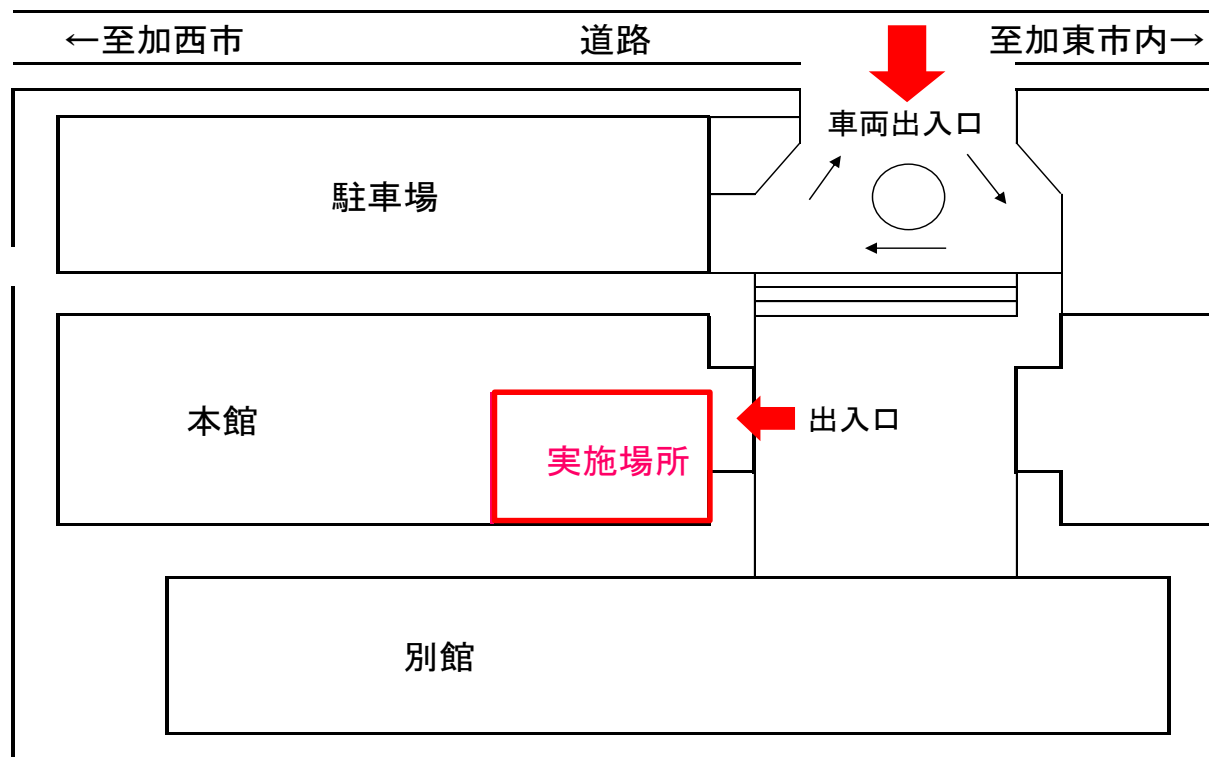 ←至加西市
道路
至加東市内→
車両出入口
駐車場
本館
出入口
実施場所
別館